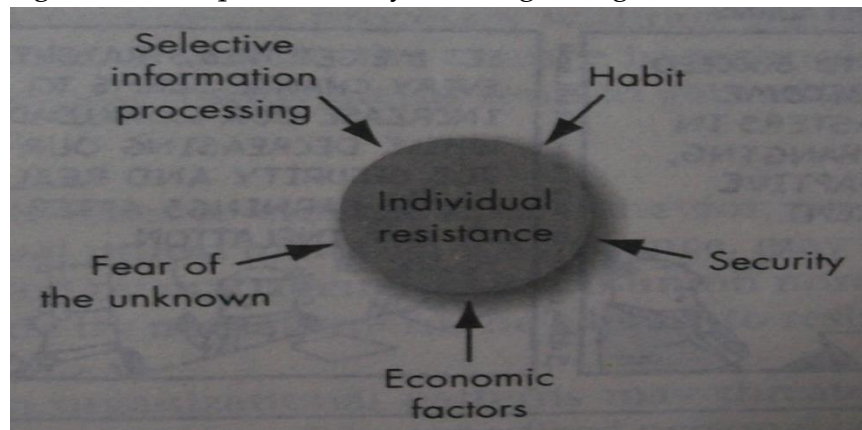 Selective
information
processing
Habit
Individual
resistance
Fear of
the unknown
Security
Economic
factors